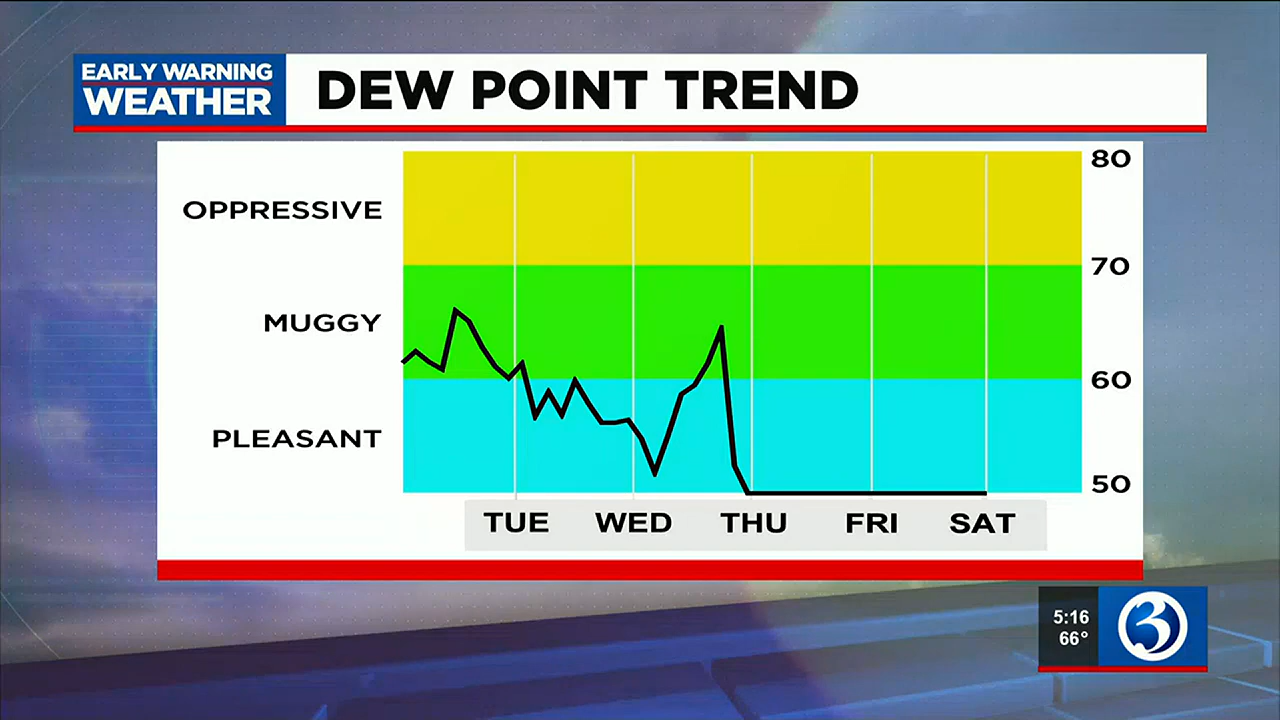 EARLY WARNING
WEATHER
DEW POINT TREND
80
OPPRESSIVE
70
MUGGY
60
PLEASANT
50
TUE WED THU FRI SAT
5:16
66°
3